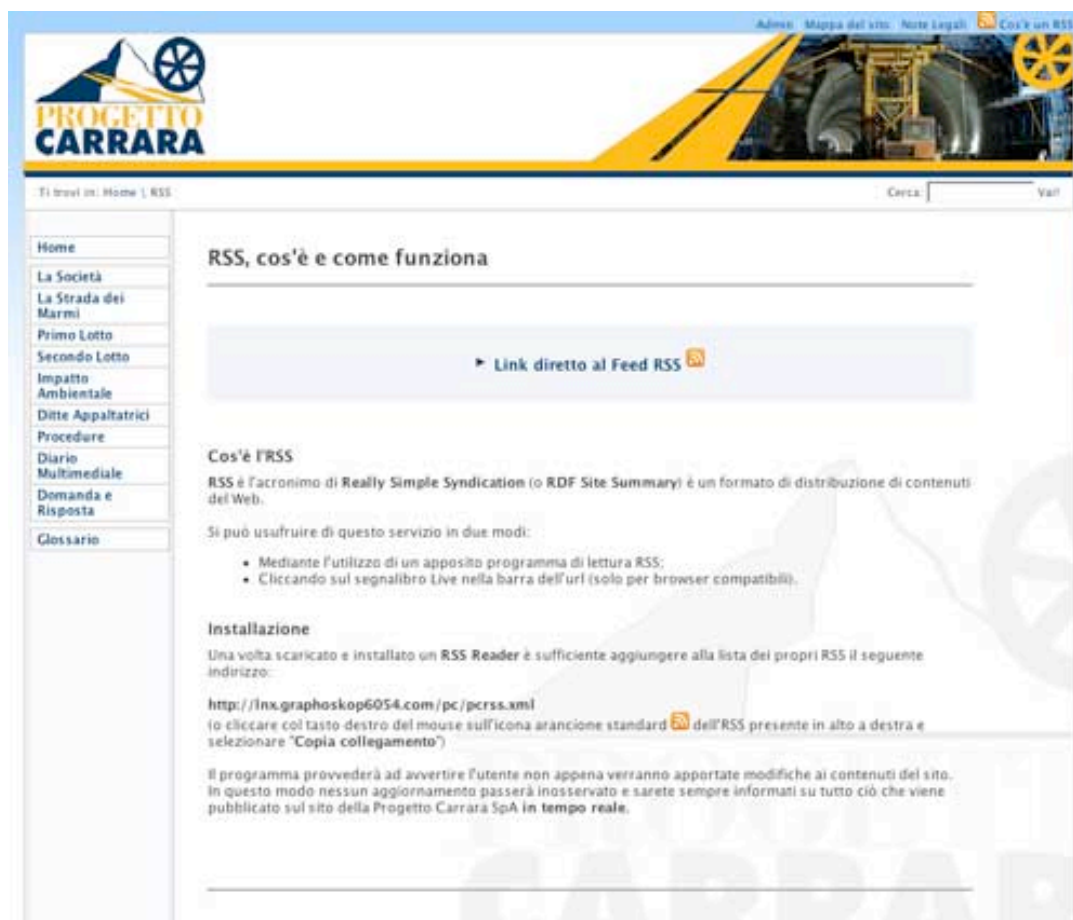 Admin Mappa del sito Note Legali Cos'è un RSS
PROGETTO
CARRARA
Ti trovi in: Home \ RSS
Cerca: Vai!
Home
La Società
La Strada dei
Marmi
Primo Lotto
Secondo Lotto
Impatto
Ambientale
Ditte Appaltatrici
Procedure
Diario
Multimediale
Domanda e
Risposta
Glossario
RSS, cos'è e come funziona
Link diretto al Feed RSS
Cos'è l'RSS
RSS è l'acronimo di Really Simple Syndication (o RDF Site Summary) è un formato di distribuzione di contenuti
del Web.
Si può usufruire di questo servizio in due modi:
• Mediante l'utilizzo di un apposito programma di lettura RSS;
• Cliccando sul segnalibro Live nella barra dell'url (solo per browser compatibili).
Installazione
Una volta scaricato e installato un RSS Reader è sufficiente aggiungere alla lista dei propri RSS il seguente
indirizzo:
http://lnx.graphoskop6054.com/pc/pcrss.xml
(o cliccare col tasto destro del mouse sull'icona arancione standard dell'RSS presente in alto a destra e
selezionare "Copia collegamento")
Il programma provvederà ad avvertire l'utente non appena verranno apportate modifiche ai contenuti del sito.
In questo modo nessun aggiornamento passerà inosservato e sarete sempre informati su tutto ciò che viene
pubblicato sul sito della Progetto Carrara SpA in tempo reale.